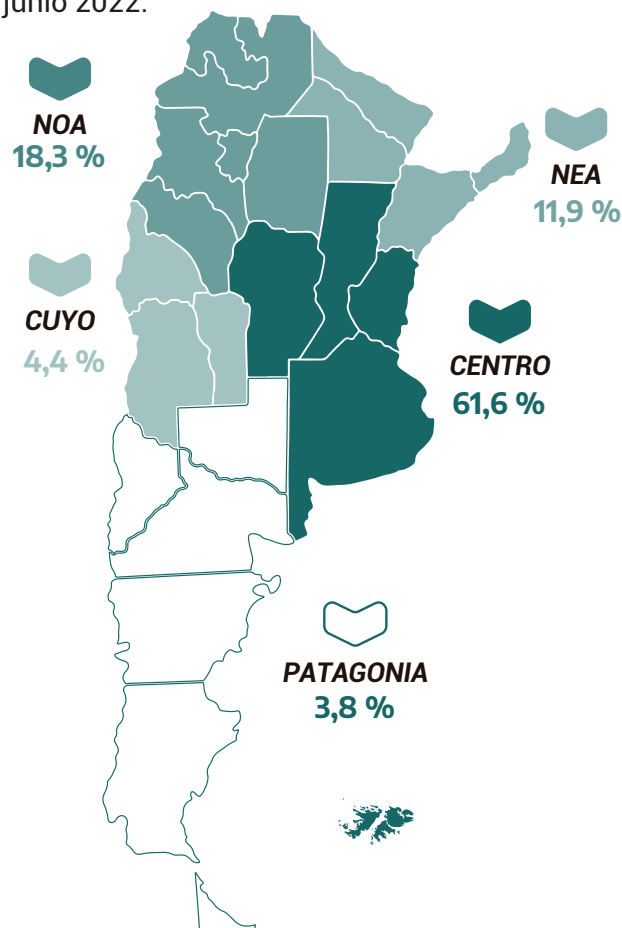 junio 2022.
NOA
18,3 %
NEA
11,9 %
CUYO
4,4 %
CENTRO
61,6 %
PATAGONIA
3,8 %